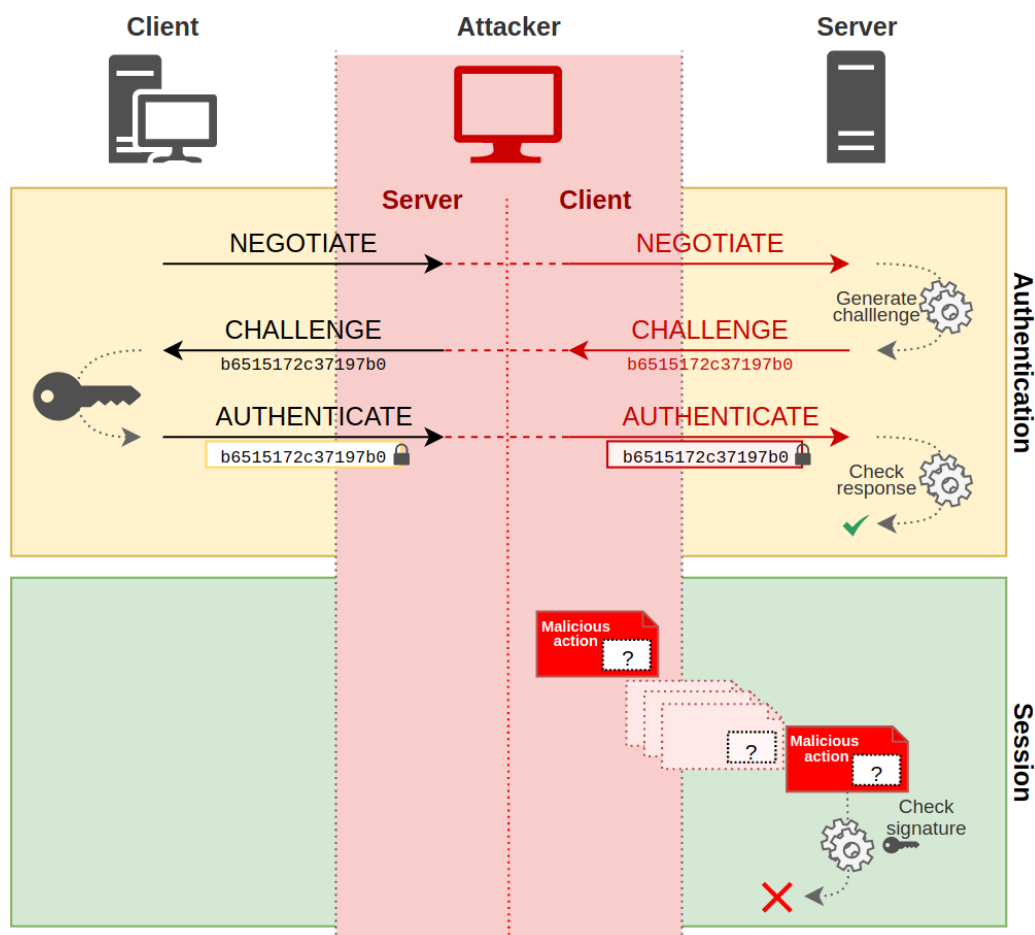 Client
Attacker
Server
Server
Client
NEGOTIATE
NEGOTIATE
Generate
challlenge
CHALLENGE
CHALLENGE
b6515172c37197b0
b6515172c37197b0
AUTHENTICATE
AUTHENTICATE
b6515172c37197b0
b6515172c37197b0
Check
response
Authentication
Malicious
action
?
?
Malicious
action
?
Check
signature
Session